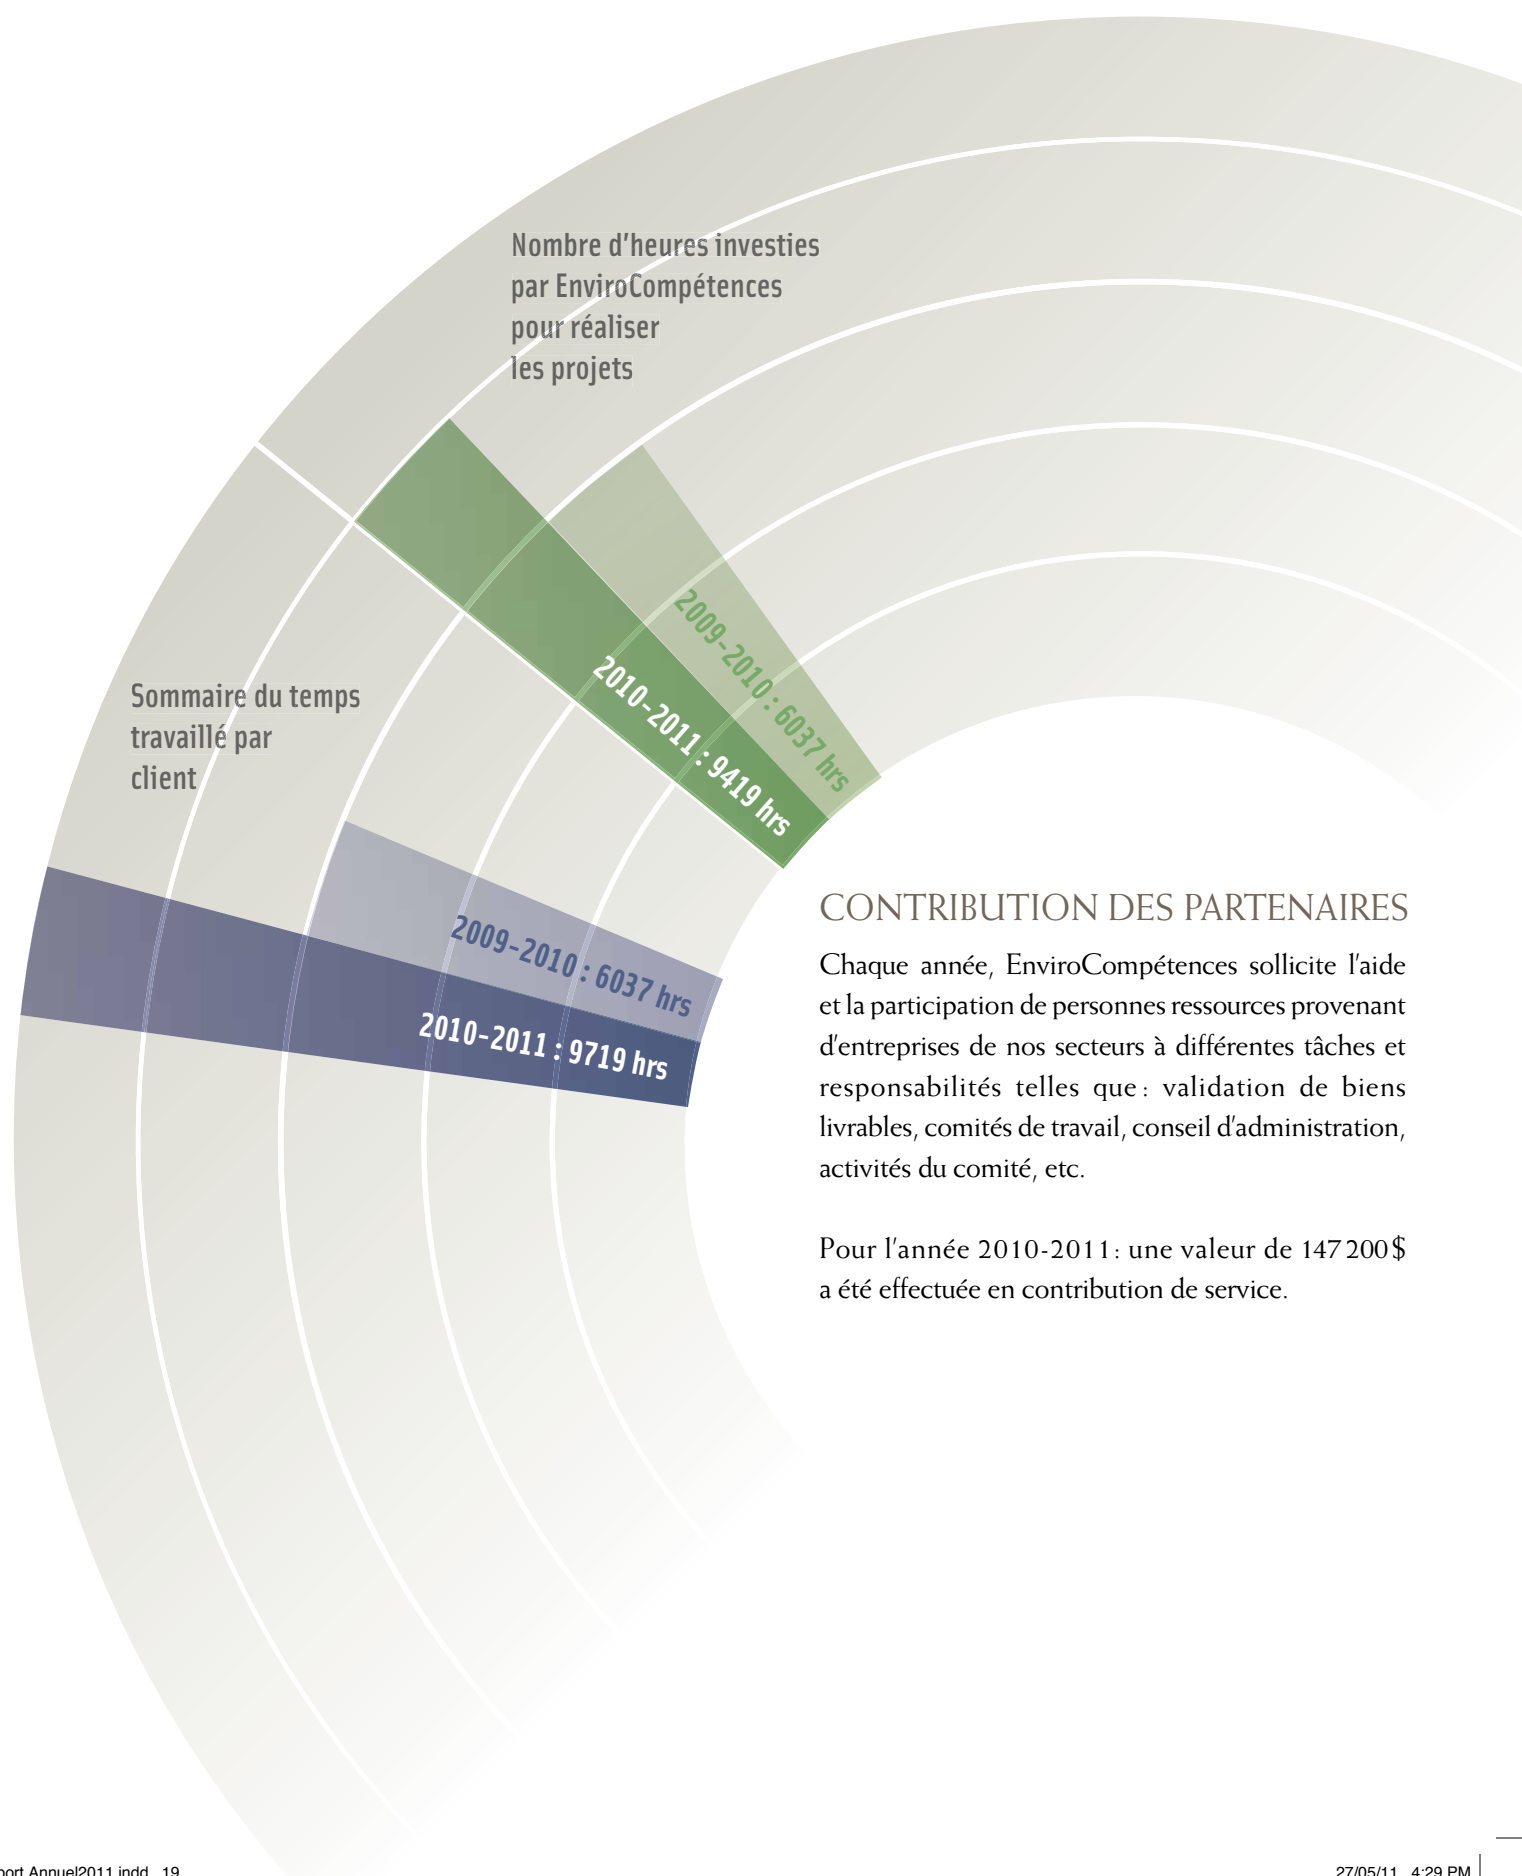 Nombre d'heures investies
par EnviroCompétences
pour réaliser
les projets
2009-2010 : 6037 hrs
2010-2011 : 9419 hrs
Sommaire du temps
travaillé par
client
2009-2010 : 6037 hrs
2010-2011 : 9719 hrs
CONTRIBUTION DES PARTENAIRES
Chaque année, EnviroCompétences sollicite l'aide
et la participation de personnes ressources provenant
d'entreprises de nos secteurs à différentes tâches et
responsabilités telles que : validation de biens
livrables, comités de travail, conseil d'administration,
activités du comité, etc.
Pour l'année 2010-2011 : une valeur de 147 200 $
a été effectuée en contribution de service.
Annuel2011.indd 19
27/05/11 4:29 PM